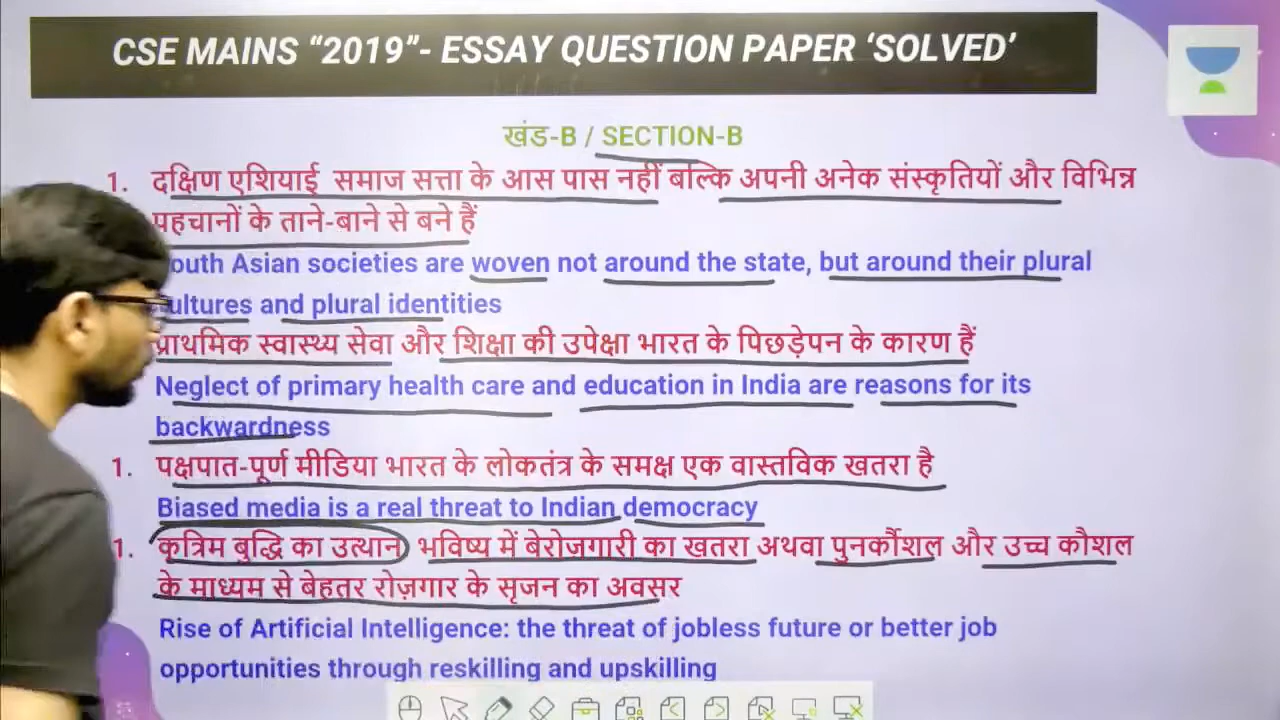 CSE MAINS “2019”- ESSAY QUESTION PAPER ‘SOLVED’
खंड-B / SECTION-B
1. दक्षिण एशियाई समाज सत्ता के आस पास नहीं बल्कि अपनी अनेक संस्कृतियों और विभिन्न
पहचानों के ताने-बाने से बने हैं
outh Asian societies are woven not around the state, but around their plural
ultures and plural identities
प्राथमिक स्वास्थ्य सेवा और शिक्षा की उपेक्षा भारत के पिछड़ेपन के कारण हैं
Neglect of primary health care and education in India are reasons for its
backwardness
1. पक्षपात-पूर्ण मीडिया भारत के लोकतंत्र के समक्ष एक वास्तविक खतरा है
Biased media is a real threat to Indian democracy
1. कृत्रिम बुद्धि का उत्थान भविष्य में बेरोजगारी का खतरा अथवा पुनर्कौशल और उच्च कौशल
के माध्यम से बेहतर रोज़गार के सृजन का अवसर
Rise of Artificial Intelligence: the threat of jobless future or better job
opportunities through reskilling and upskilling